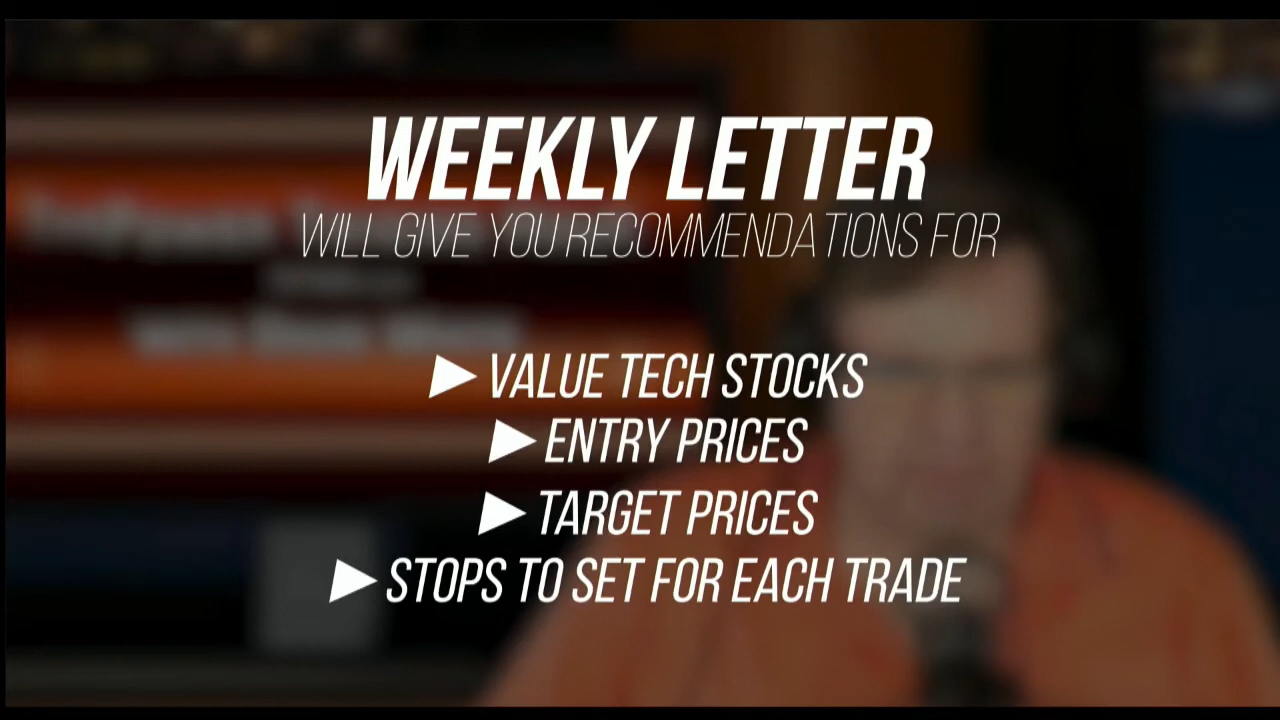 WEEKLY LETTER
WILL GIVE YOU RECOMMENDATIONS FOR
▶ VALUE TECH STOCKS
▶ ENTRY PRICES
▶ TARGET PRICES
▶ STOPS TO SET FOR EACH TRADE